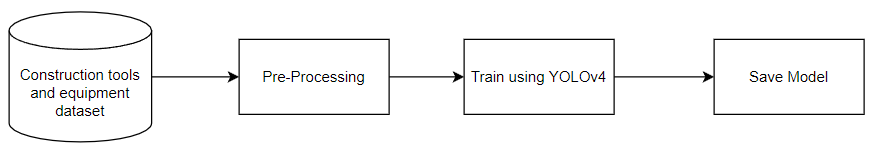 Construction tools
and equipment
dataset
Pre-Processing
Train using YOLOv4
Save Model